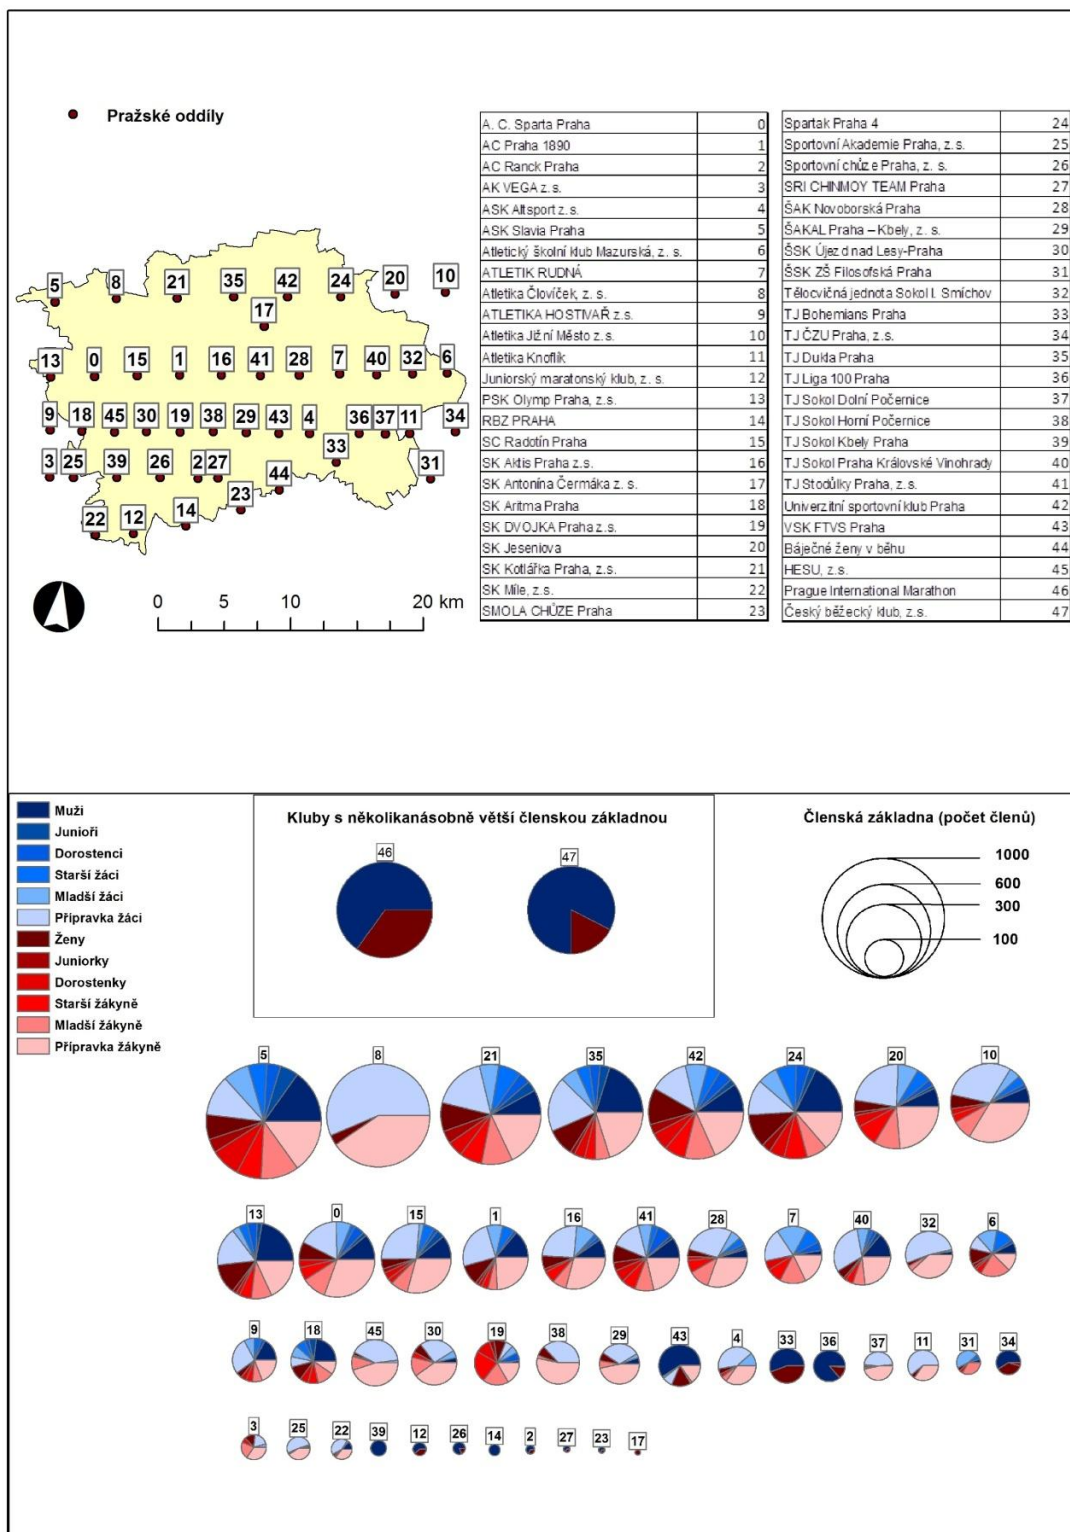 Pražské oddíly
A. C. Sparta Praha 0
AC Praha 1890 1
AC Ranck Praha 2
AK VEGA z. s. 3
ASK Altsport z. s. 4
ASK Slavia Praha 5
Atletický školní klub Mazurská, z. s. 6
ATLETIK RUDNÁ 7
Atletika Človíček, z. s. 8
ATLETIKA HOSTIVAŘ z.s. 9
Atletika Jižní Město z.s. 10
Atletika Knoflík 11
Juniorský maratonský klub, z. s. 12
PSK Olymp Praha, z.s. 13
RBZ PRAHA 14
SC Radotín Praha 15
SK Aktis Praha z.s. 16
SK Antonína Čermáka z. s. 17
SK Aritma Praha 18
SK DVOJKA Praha z.s. 19
SK Jeseniova 20
SK Kotlářka Praha, z.s. 21
SK Míle, z.s. 22
SMOLA CHŮZE Praha 23
Spartak Praha 4 24
Sportovní Akademie Praha, z.s. 25
Sportovní chůze Praha, z. s. 26
SRI CHINMOY TEAM Praha 27
ŠAK Novoborská Praha 28
ŠAKAL Praha – Kbely, z. s. 29
ŠSK Újezd nad Lesy-Praha 30
ŠSK ZŠ Filosofská Praha 31
Tělocvičná jednota Sokol I. Smíchov 32
TJ Bohemians Praha 33
TJ ČZU Praha, z.s. 34
TJ Dukla Praha 35
TJ Liga 100 Praha 36
TJ Sokol Dolní Počernice 37
TJ Sokol Horní Počernice 38
TJ Sokol Kbely Praha 39
TJ Sokol Praha Královské Vinohrady 40
TJ Stodůlky Praha, z.s. 41
Univerzitní sportovní klub Praha 42
VSK FTVS Praha 43
Báječné ženy v běhu 44
HESU, z.s. 45
Prague International Marathon 46
Český běžecký klub, z.s. 47
5 8 21 35 42 24 20 10
17
13 0 15 1 16 41 28 7 40 32 6
9 18 45 30 19 38 29 43 4 36 37 11 34
33
3 25 39 26 2 27 44 31
23
22 12 14
0 5 10 20 km
Muži
Junioři
Dorostenci
Starší žáci
Mladší žáci
Přípravka žáci
Ženy
Juniorky
Dorostenky
Starší žákyně
Mladší žákyně
Přípravka žákyně
Kluby s několikanásobně větší členskou základnou
46 47
Členská základna (počet členů)
1000
600
300
100
5 8 21 35 42 24 20 10
13 0 15 1 16 41 28 7 40 32 6
9 18 45 30 19 38 29 43 4 33 36 37 11 31 34
3 25 22 39 12 26 14 2 27 23 17